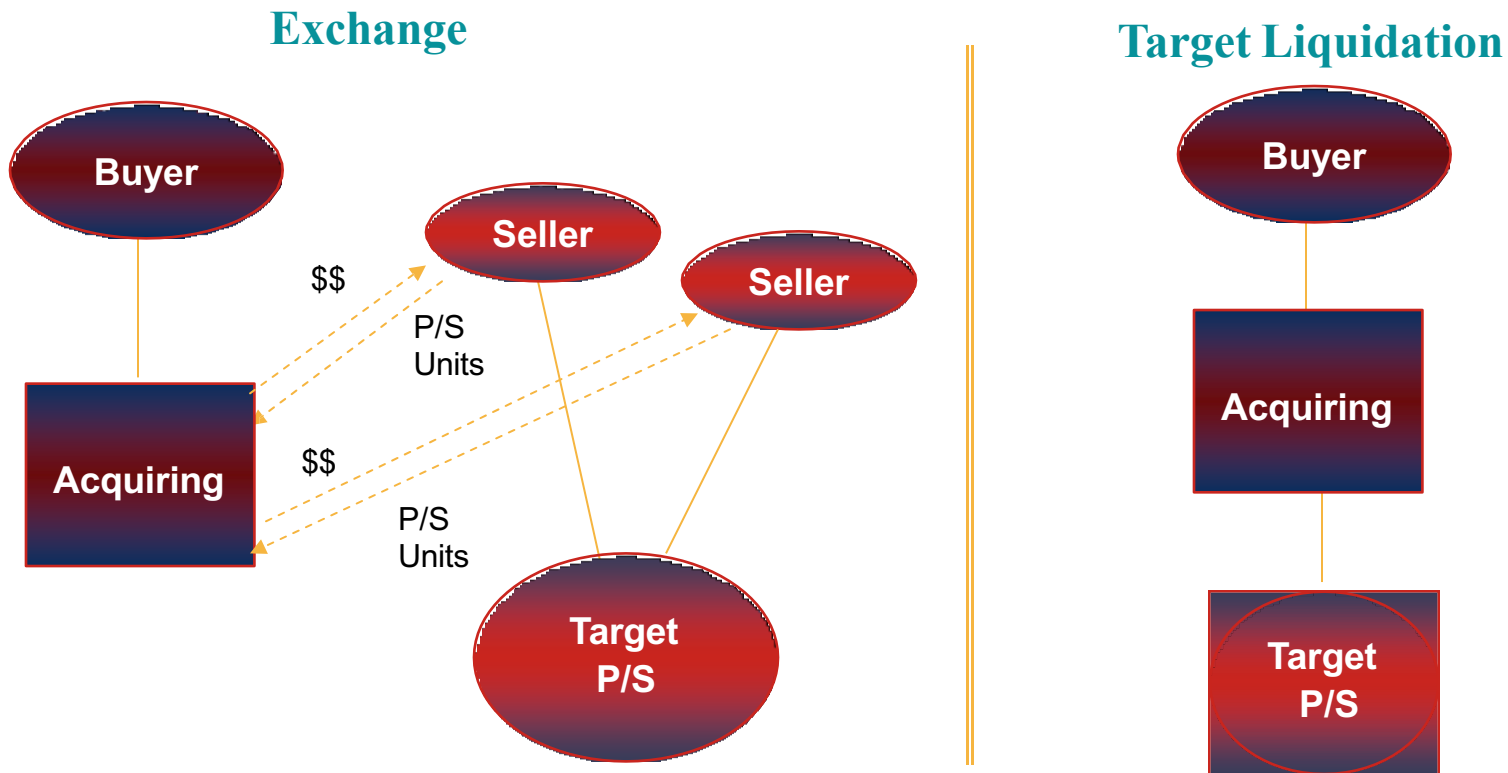 Exchange
Buyer
Seller
Seller
$$
P/S
Units
Acquiring
$$
P/S
Units
Target
P/S
Target Liquidation
Buyer
Acquiring
Target
P/S